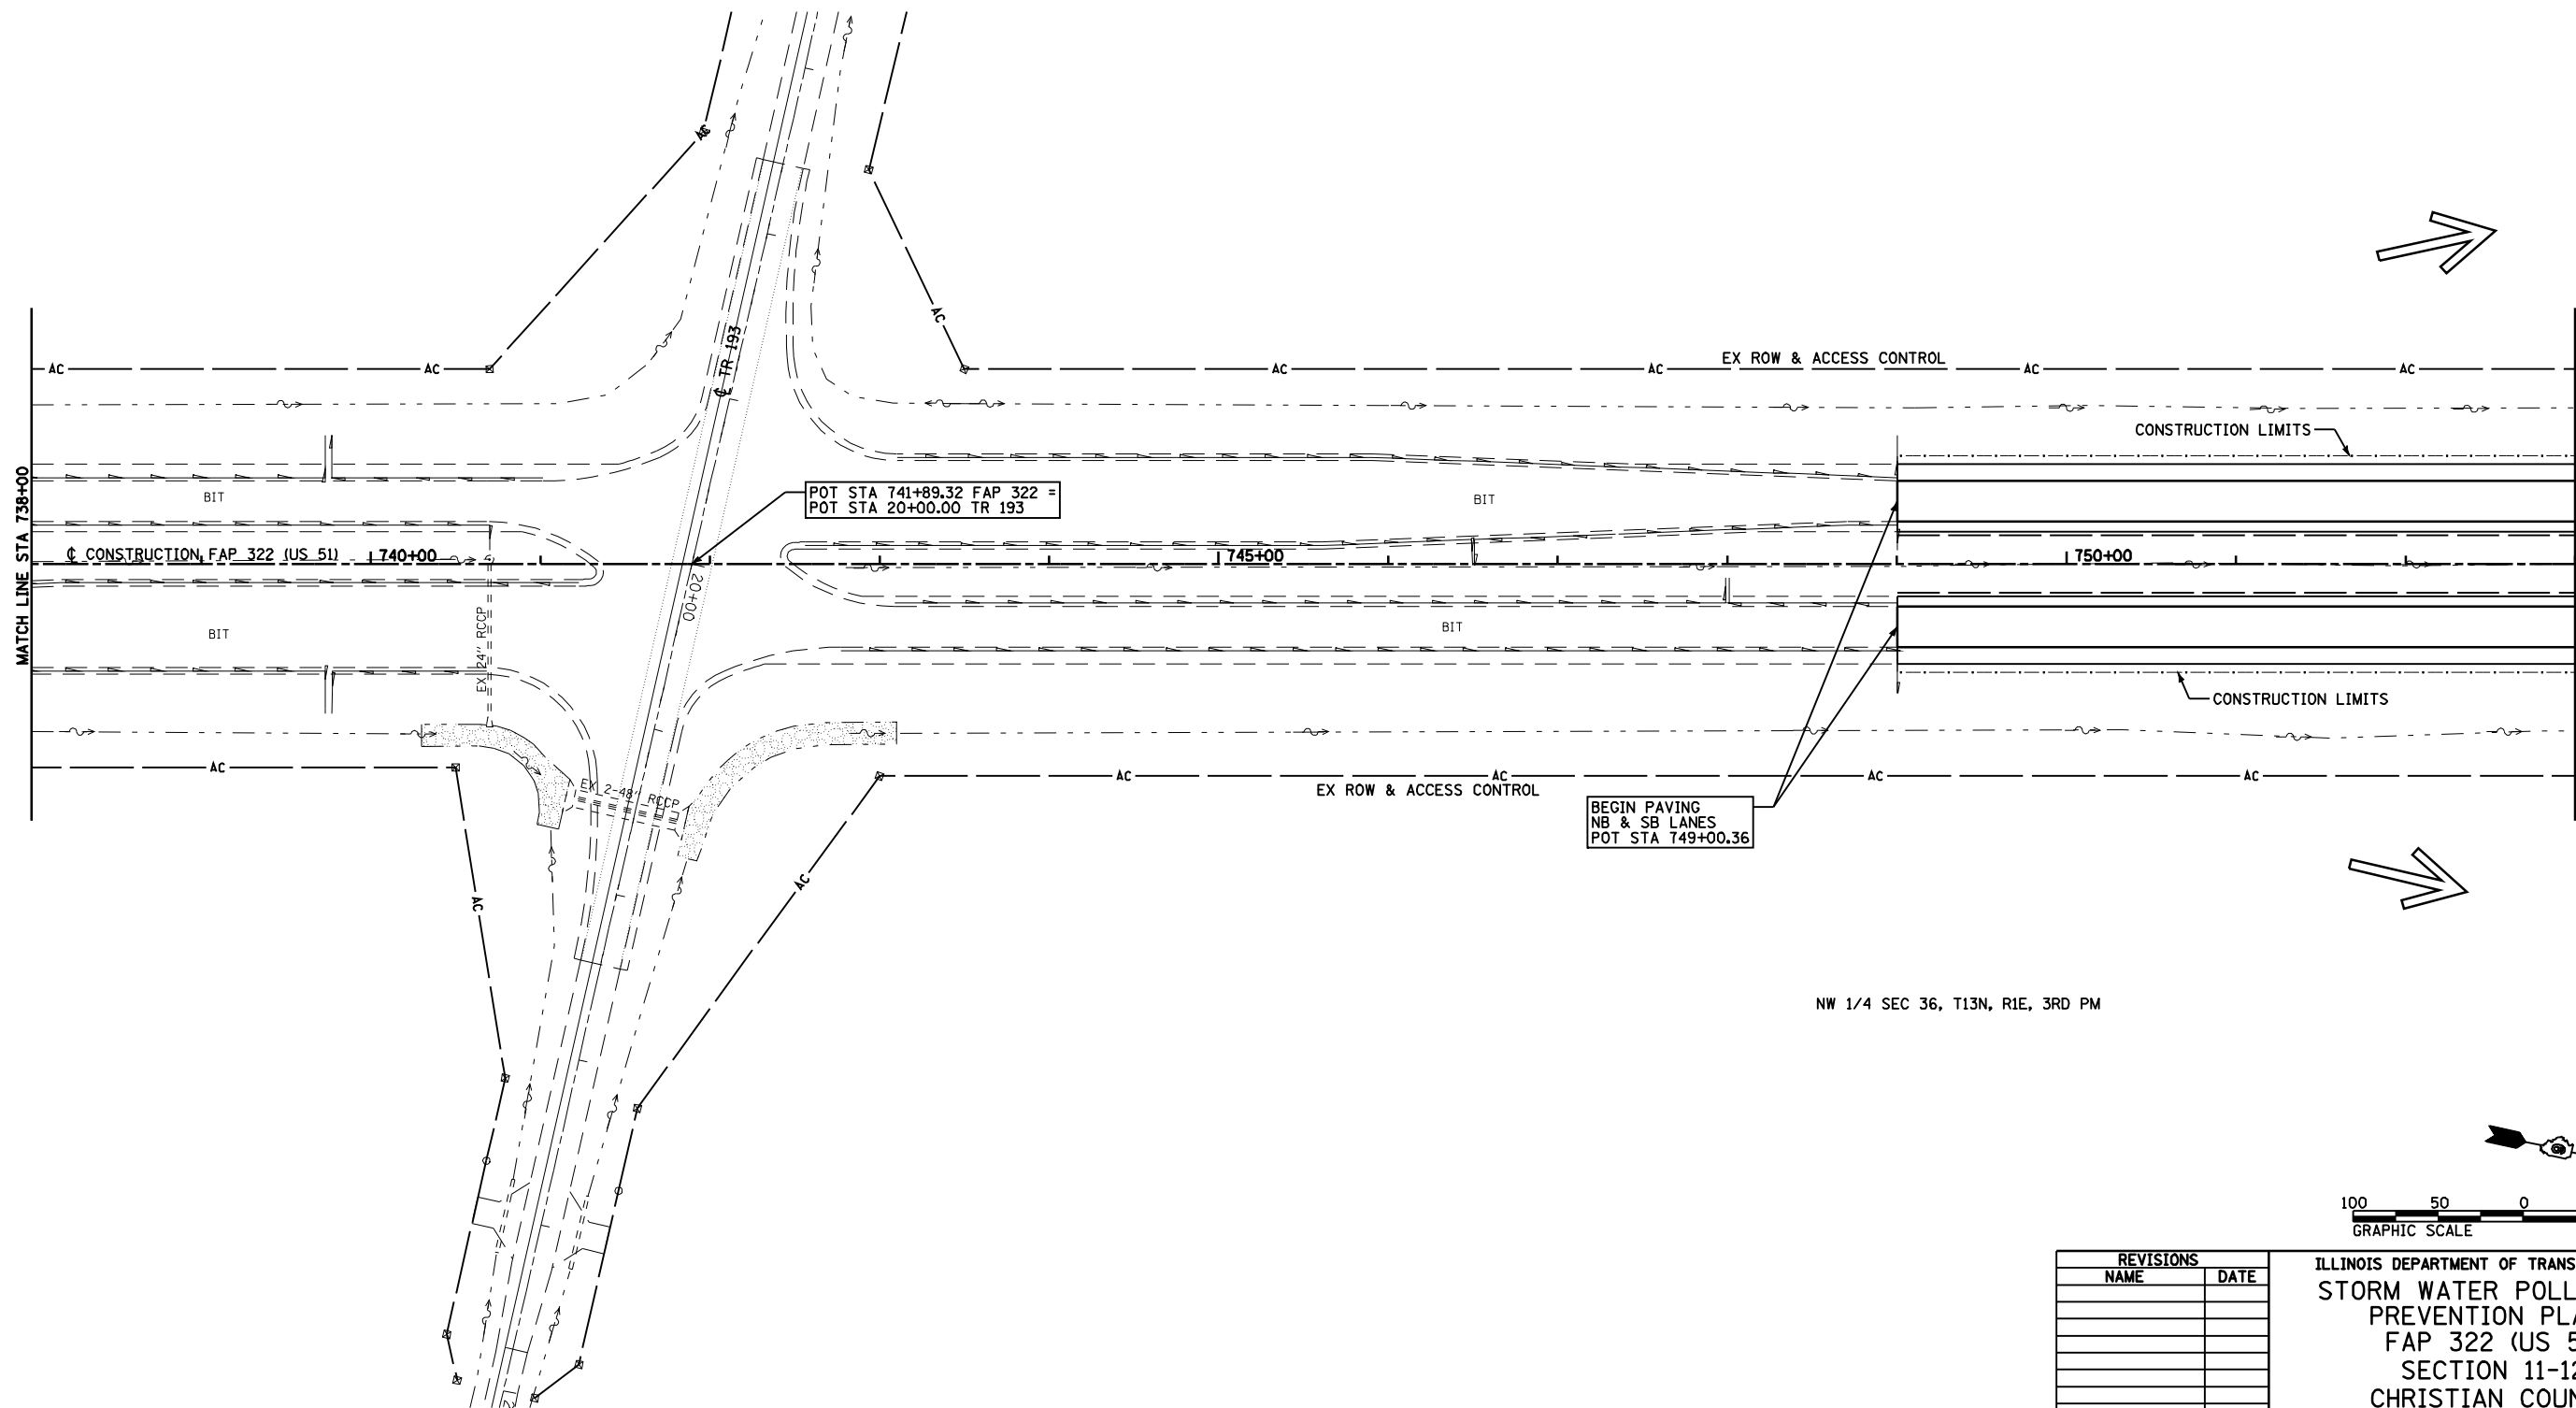 AC
AC
AC
AC
AC
AC
AC
AC
EX ROW & ACCESS CONTROL
CONSTRUCTION LIMITS
MATCH LINE STA 738+00
BIT
BIT
℄ TR 193
POT STA 741+89.32 FAP 322 =
POT STA 20+00.00 TR 193
℄ CONSTRUCTION FAP 322 (US 51)
740+00
745+00
750+00
20+00
BIT
BIT
EX 24" RCCP
CONSTRUCTION LIMITS
AC
AC
AC
AC
AC
EX 2-48" RCCP
EX ROW & ACCESS CONTROL
BEGIN PAVING
NB & SB LANES
POT STA 749+00.36
AC
AC
NW 1/4 SEC 36, T13N, R1E, 3RD PM
100 50 0
GRAPHIC SCALE
REVISIONS
NAME DATE
ILLINOIS DEPARTMENT OF TRANS
STORM WATER POLL
PREVENTION PLA
FAP 322 (US 5
SECTION 11-12
CHRISTIAN COUN